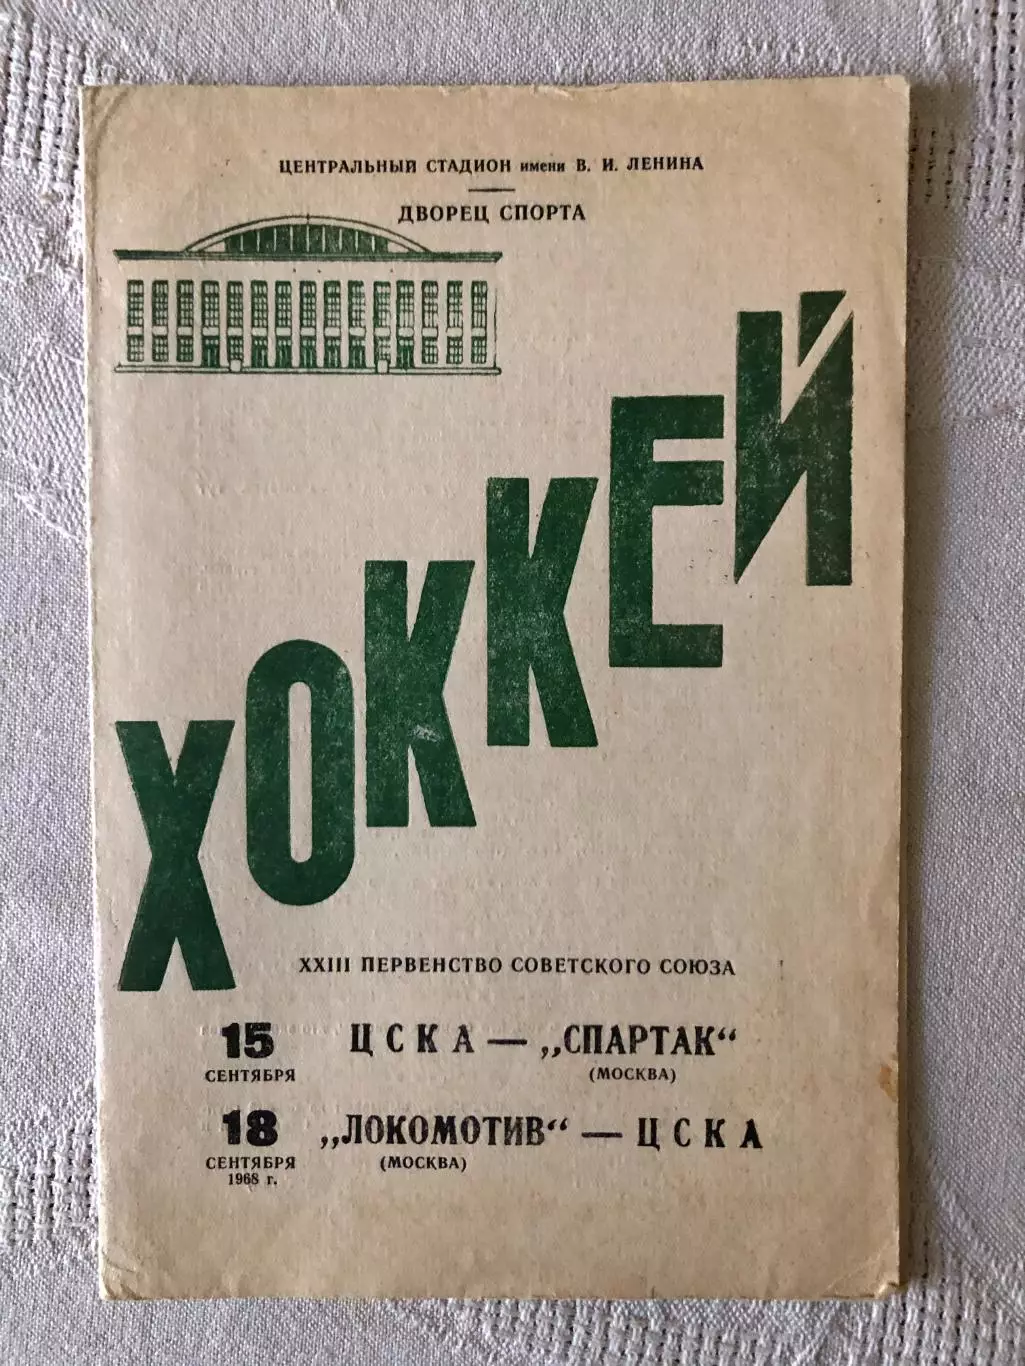 ЦЕНТРАЛЬНЫЙ СТАДИОН имени В. И. ЛЕНИНА
ДВОРЕЦ СПОРТА
ХОККЕЙ
XXIII ПЕРВЕНСТВО СОВЕТСКОГО СОЮЗА
15 ЦСКА — „СПАРТАК“
СЕНТЯБРЯ (МОСКВА)
18 „ЛОКОМОТИВ“ — ЦСКА
СЕНТЯБРЯ (МОСКВА)
1968 г.